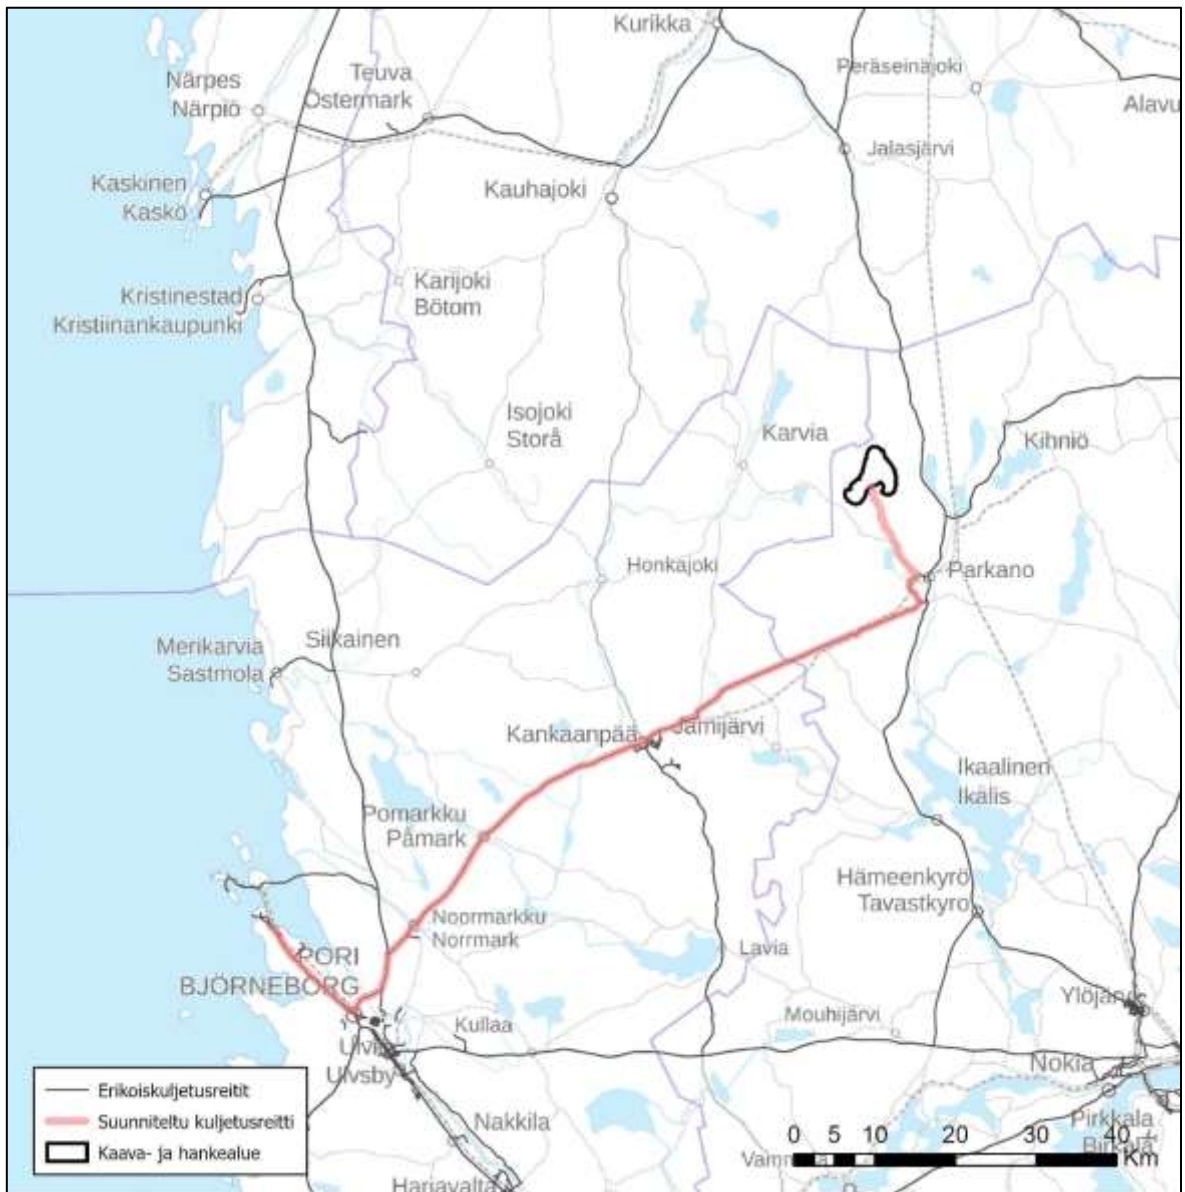 Kurikka
Närpes
Närpiö
Teuva
Östermark
Peräseinäjoki
Alavu
Jalasjärvi
Kaskinen
Kaskö
Kauhajoki
Karijoki
Bötom
Kristinestad
Kristiinankaupunki
Isojoki
Storå
Karvia
Kihniö
Honkajoki
Parkano
Merikarvia
Sastmola
Siikainen
Kankaanpää
Jämijärvi
Ikaalinen
Ikalis
Pomarkku
Påmark
Hämeenkyrö
Tavastkyro
Noormarkku
Norrmark
Lavia
PORI
BJÖRNEBORG
Ylöjärv
Mouhijärvi
Kullaa
Ulvila
Ulvsby
Nokia
Nakkila
Pirkkala
Birkala
Harjavalta
Erikoiskuljetusreitit
Suunniteltu kuljetusreitti
Kaava- ja hankealue
0 5 10 20 30 40
Km